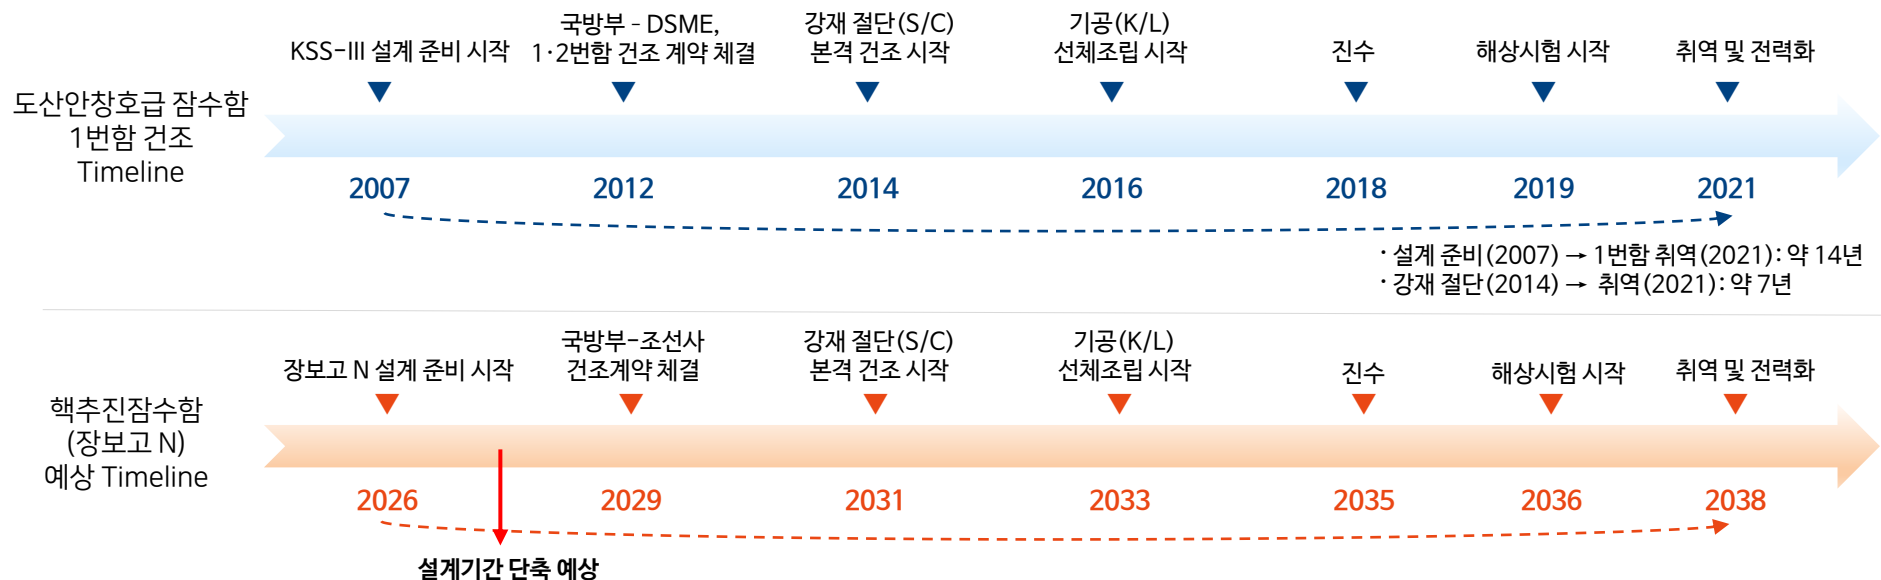 KSS-III 설계 준비 시작
국방부 - DSME,
1·2번함 건조 계약 체결
강재 절단(S/C)
본격 건조 시작
기공(K/L)
선체조립 시작
진수
해상시험 시작
취역 및 전력화
도산안창호급 잠수함
1번함 건조
Timeline
2007
2012
2014
2016
2018
2019
2021
· 설계 준비(2007) → 1번함 취역(2021): 약 14년
· 강재 절단(2014) → 취역(2021): 약 7년
장보고 N 설계 준비 시작
국방부-조선사
건조계약 체결
강재 절단(S/C)
본격 건조 시작
기공(K/L)
선체조립 시작
진수
해상시험 시작
취역 및 전력화
핵추진잠수함
(장보고 N)
예상 Timeline
2026
2029
2031
2033
2035
2036
2038
설계기간 단축 예상